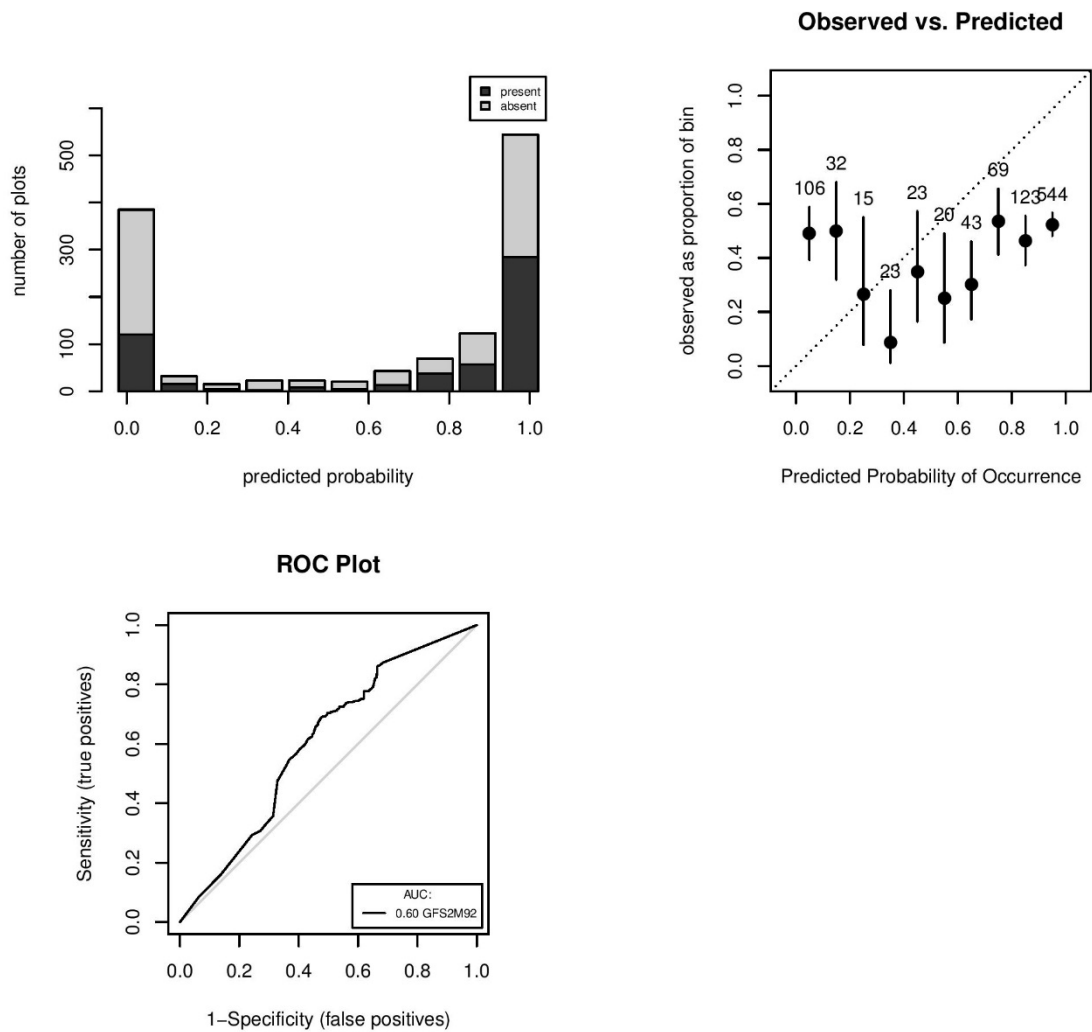 present
absent
number of plots
500
300
100
0
0.0 0.2 0.4 0.6 0.8 1.0
predicted probability
Observed vs. Predicted
observed as proportion of bin
1.0
0.8
0.6
0.4
0.2
0.0
106
32
15
23
23
20
43
69
123
544
0.0 0.2 0.4 0.6 0.8 1.0
Predicted Probability of Occurrence
ROC Plot
Sensitivity (true positives)
1.0
0.8
0.6
0.4
0.2
0.0
AUC:
0.60 GFS2M92
0.0 0.2 0.4 0.6 0.8 1.0
1−Specificity (false positives)